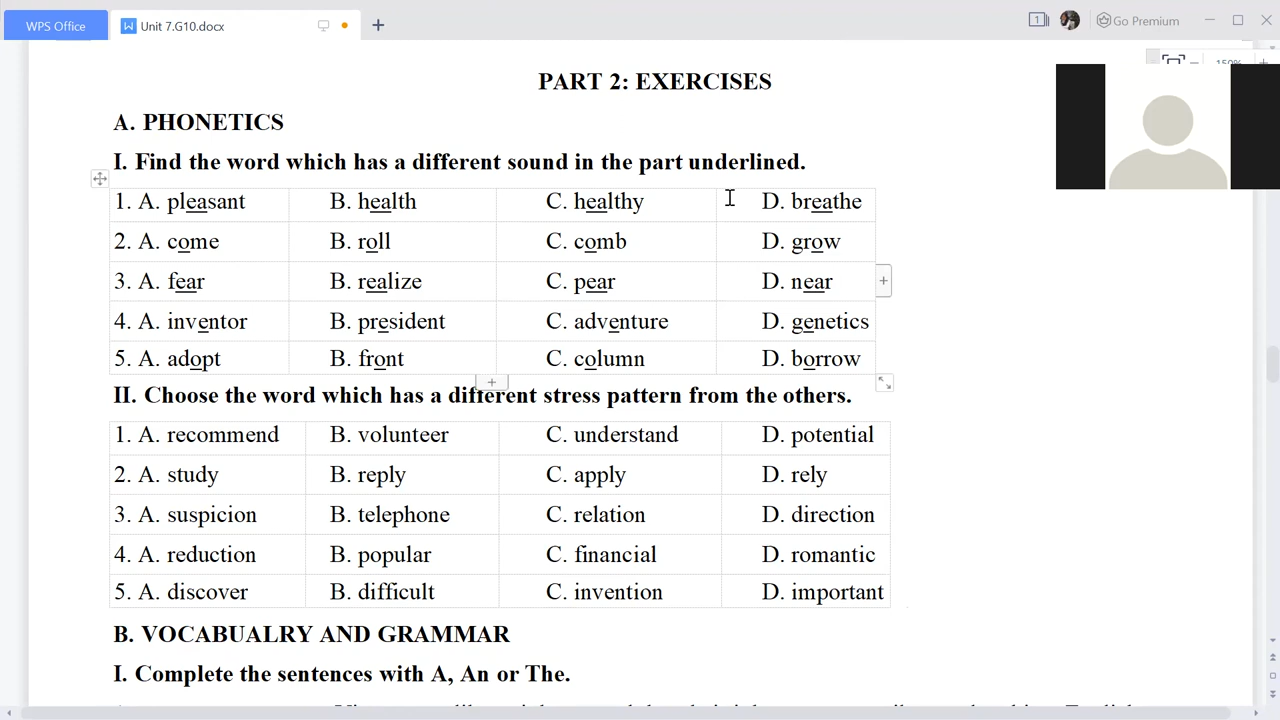 WPS Office Unit 7.G10.docx + 1 Go Premium
150%
PART 2: EXERCISES
A. PHONETICS
I. Find the word which has a different sound in the part underlined.
1. A. pleasant B. health C. healthy D. breathe
2. A. come B. roll C. comb D. grow
3. A. fear B. realize C. pear D. near
4. A. inventor B. president C. adventure D. genetics
5. A. adopt B. front C. column D. borrow
II. Choose the word which has a different stress pattern from the others.
1. A. recommend B. volunteer C. understand D. potential
2. A. study B. reply C. apply D. rely
3. A. suspicion B. telephone C. relation D. direction
4. A. reduction B. popular C. financial D. romantic
5. A. discover B. difficult C. invention D. important
B. VOCABUALRY AND GRAMMAR
I. Complete the sentences with A, An or The.